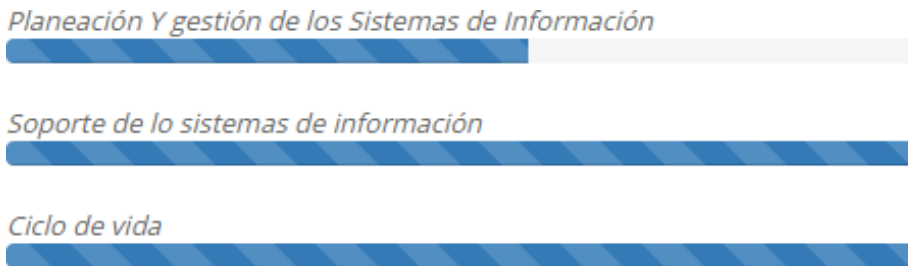 Planeación Y gestión de los Sistemas de Información
Soporte de lo sistemas de información
Ciclo de vida